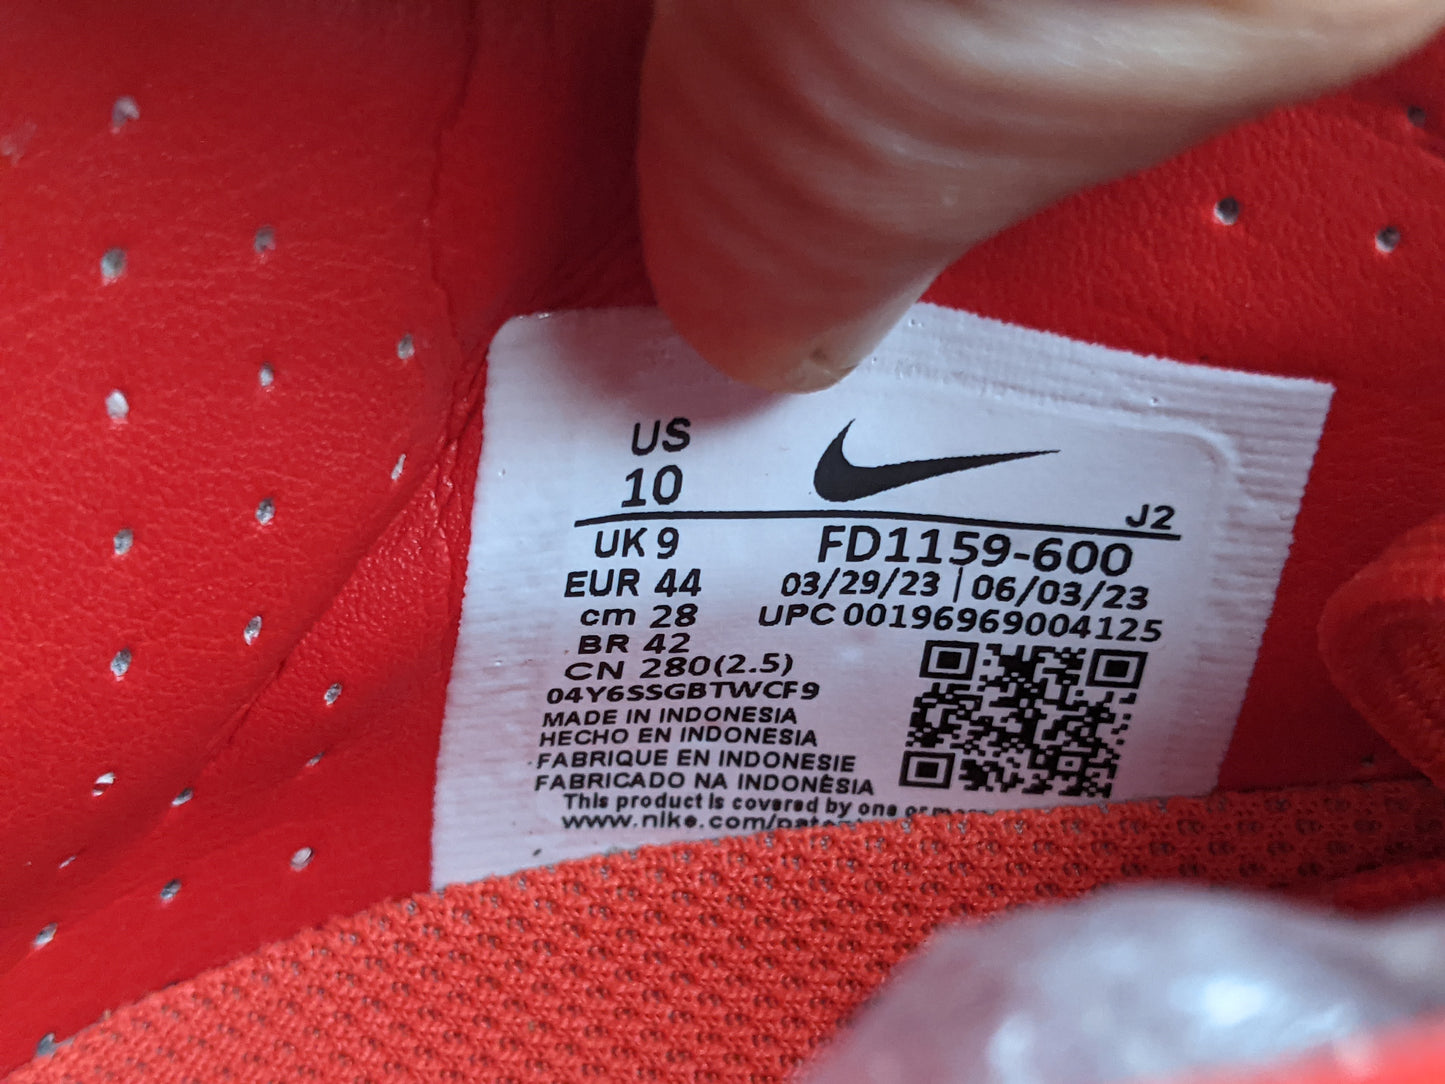 US
10
J2
UK 9
EUR 44
cm 28
BR 42
CN 280(2.5)
FD1159-600
03/29/23 | 06/03/23
UPC 00196969004125
04Y6SSGBTWCF9
MADE IN INDONESIA
HECHO EN INDONESIA
FABRIQUE EN INDONESIE
FABRICADO NA INDONÉSIA
This product is covered by one or
www.nike.com/